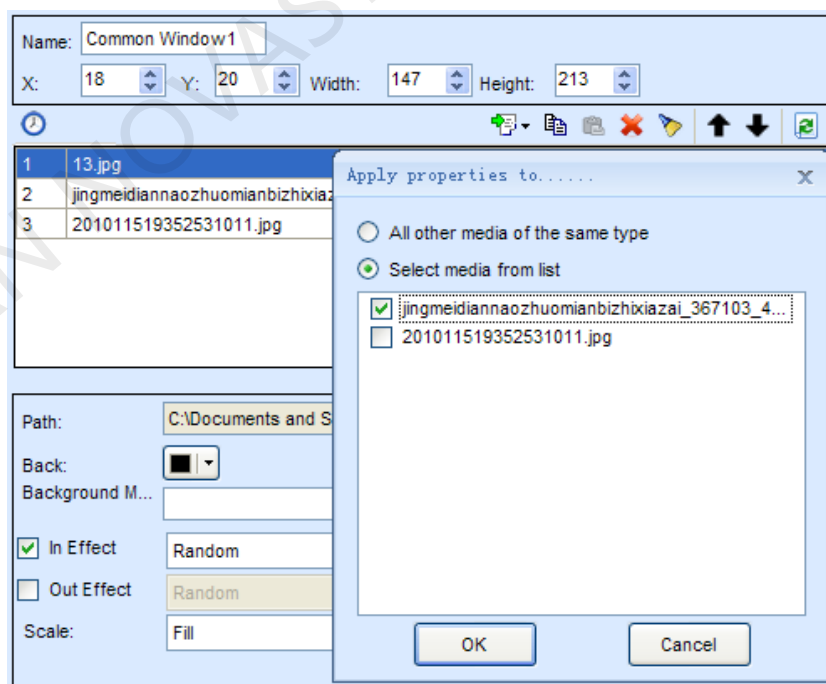 Name: Common Window1
X: 18 Y: 20 Width: 147 Height: 213
1 13.jpg
2 jingmeidiannaozhuomianbizhixiaz
3 201011519352531011.jpg
Apply properties to......
All other media of the same type
Select media from list
jingmeidiannaozhuomianbizhixiazai_367103_4...
201011519352531011.jpg
OK Cancel
Path: C:\Documents and S
Back:
Background M...
In Effect Random
Out Effect Random
Scale: Fill
AN NOVAS